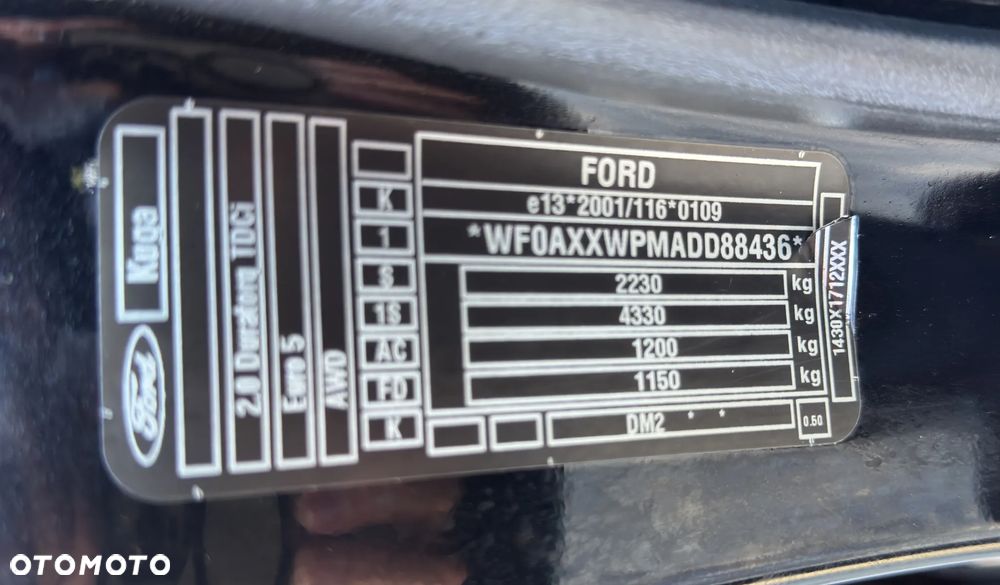 Ford
Kuga
2.0 Duratorq TDCi
Euro 5
AWD
K
1
S
1S
AC
FD
K
FORD
e13*2001/116*0109
*WF0AXXWPMADD88436*
2230 kg
4330 kg
1200 kg
1150 kg
DM2 * *
0.50
1430X1712XXX
OTOMOTO